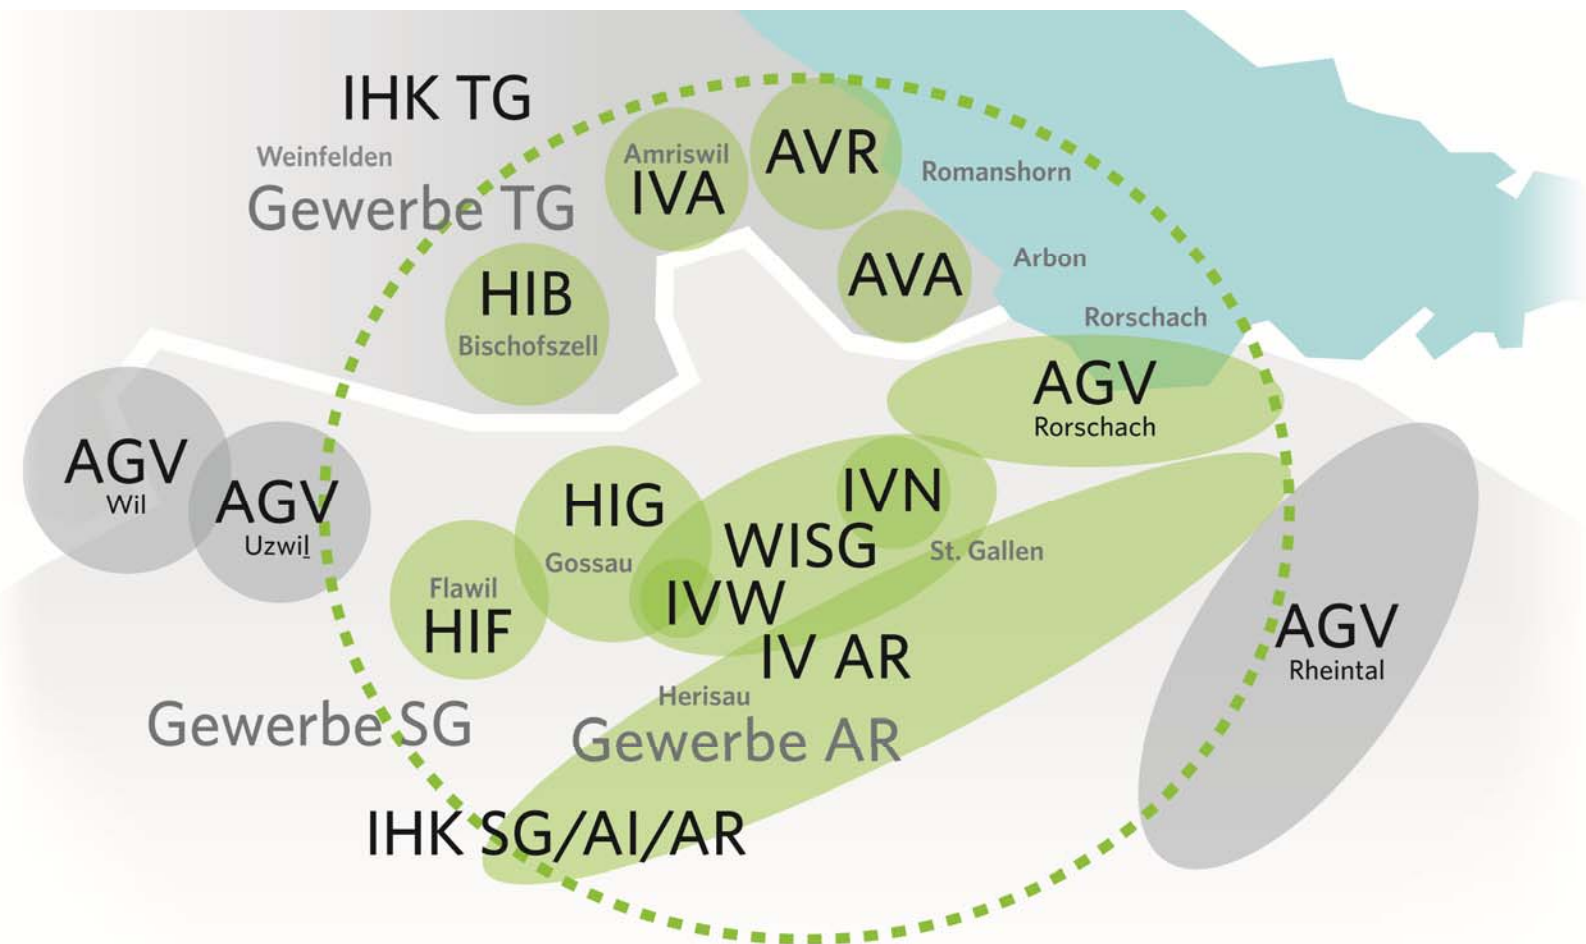 IHK TG
Weinfelden
Gewerbe TG
Amriswil
IVA
AVR
Romanshorn
HIB
Bischofszell
AVA
Arbon
Rorschach
AGV
Rorschach
AGV
Wil
AGV
Uzwil
HIG
Gossau
IVN
WISG
St. Gallen
IVW
Flawil
HIF
IV AR
Herisau
Gewerbe AR
AGV
Rheintal
Gewerbe SG
IHK SG/AI/AR